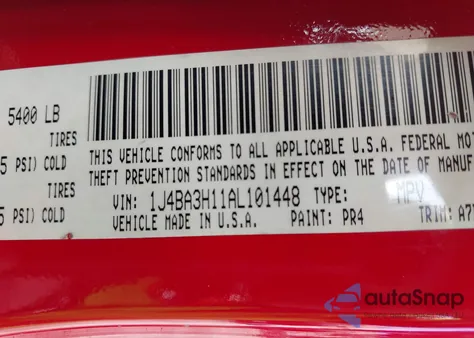 5400 LB
TIRES
5 PSI) COLD
TIRES
5 PSI) COLD
THIS VEHICLE CONFORMS TO ALL APPLICABLE U.S.A. FEDERAL MOT
THEFT PREVENTION STANDARDS IN EFFECT ON THE DATE OF MANUF
VIN: 1J4BA3H11AL101448 TYPE: MPV
VEHICLE MADE IN U.S.A. PAINT: PR4 TRIM: A7
autoSnap